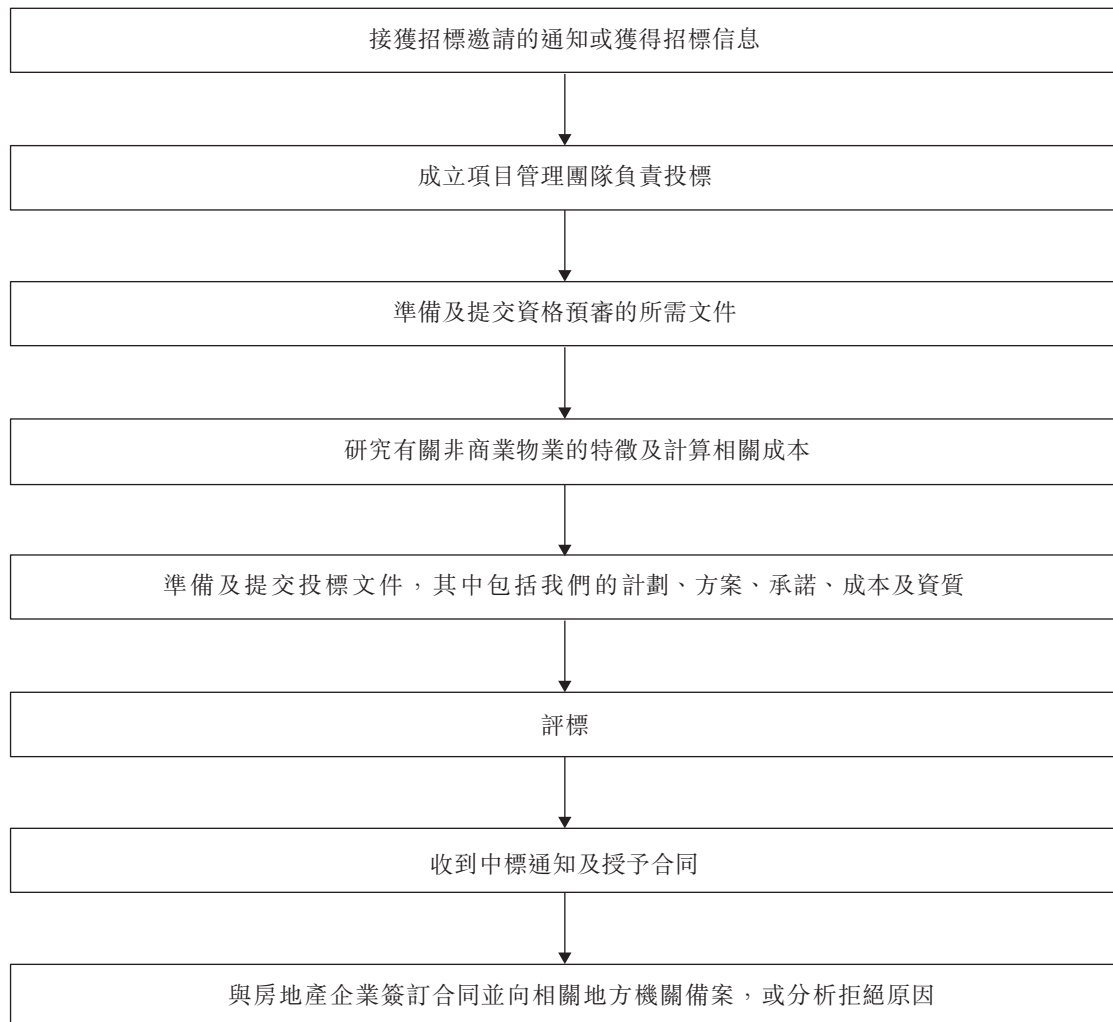 接獲招標邀請的通知或獲得招標信息
成立項目管理團隊負責投標
準備及提交資格預審的所需文件
研究有關非商業物業的特徵及計算相關成本
準備及提交投標文件，其中包括我們的計劃、方案、承諾、成本及資質
評標
收到中標通知及授予合同
與房地產企業簽訂合同並向相關地方機關備案，或分析拒絕原因